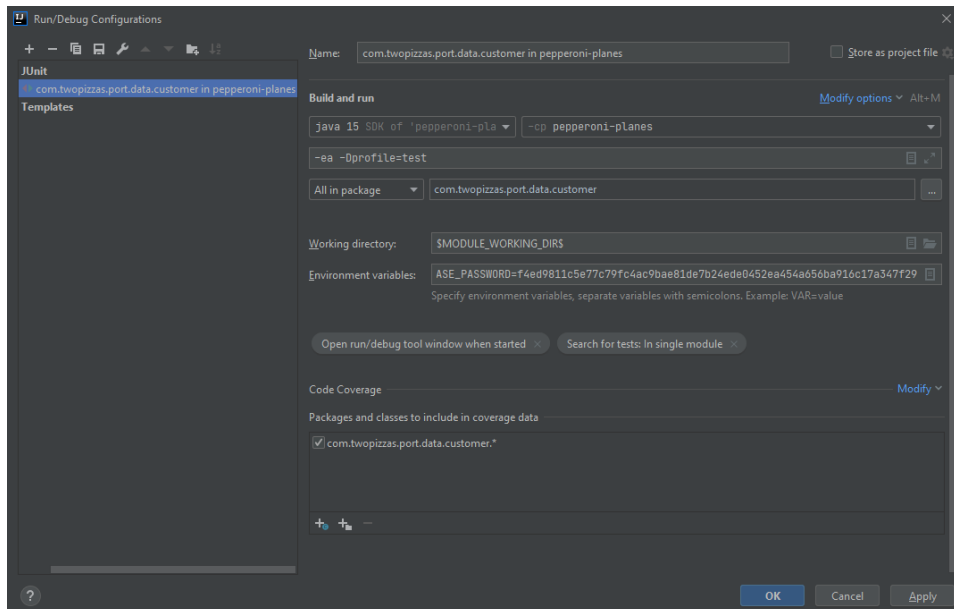 Run/Debug Configurations
JUnit
com.twopizzas.port.data.customer in pepperoni-planes
Templates
Name: com.twopizzas.port.data.customer in pepperoni-planes
Store as project file
Build and run
Modify options Alt+M
java 15 SDK of 'pepperoni-pla
-cp pepperoni-planes
-ea -Dprofile=test
All in package
com.twopizzas.port.data.customer
...
Working directory: $MODULE_WORKING_DIR$
Environment variables: ASE_PASSWORD=f4ed9811c5e77c79fc4ac9bae81de7b24ede0452ea454a656ba916c17a347f29
Specify environment variables, separate variables with semicolons. Example: VAR=value
Open run/debug tool window when started
Search for tests: In single module
Code Coverage
Modify
Packages and classes to include in coverage data
com.twopizzas.port.data.customer.*
?
OK
Cancel
Apply